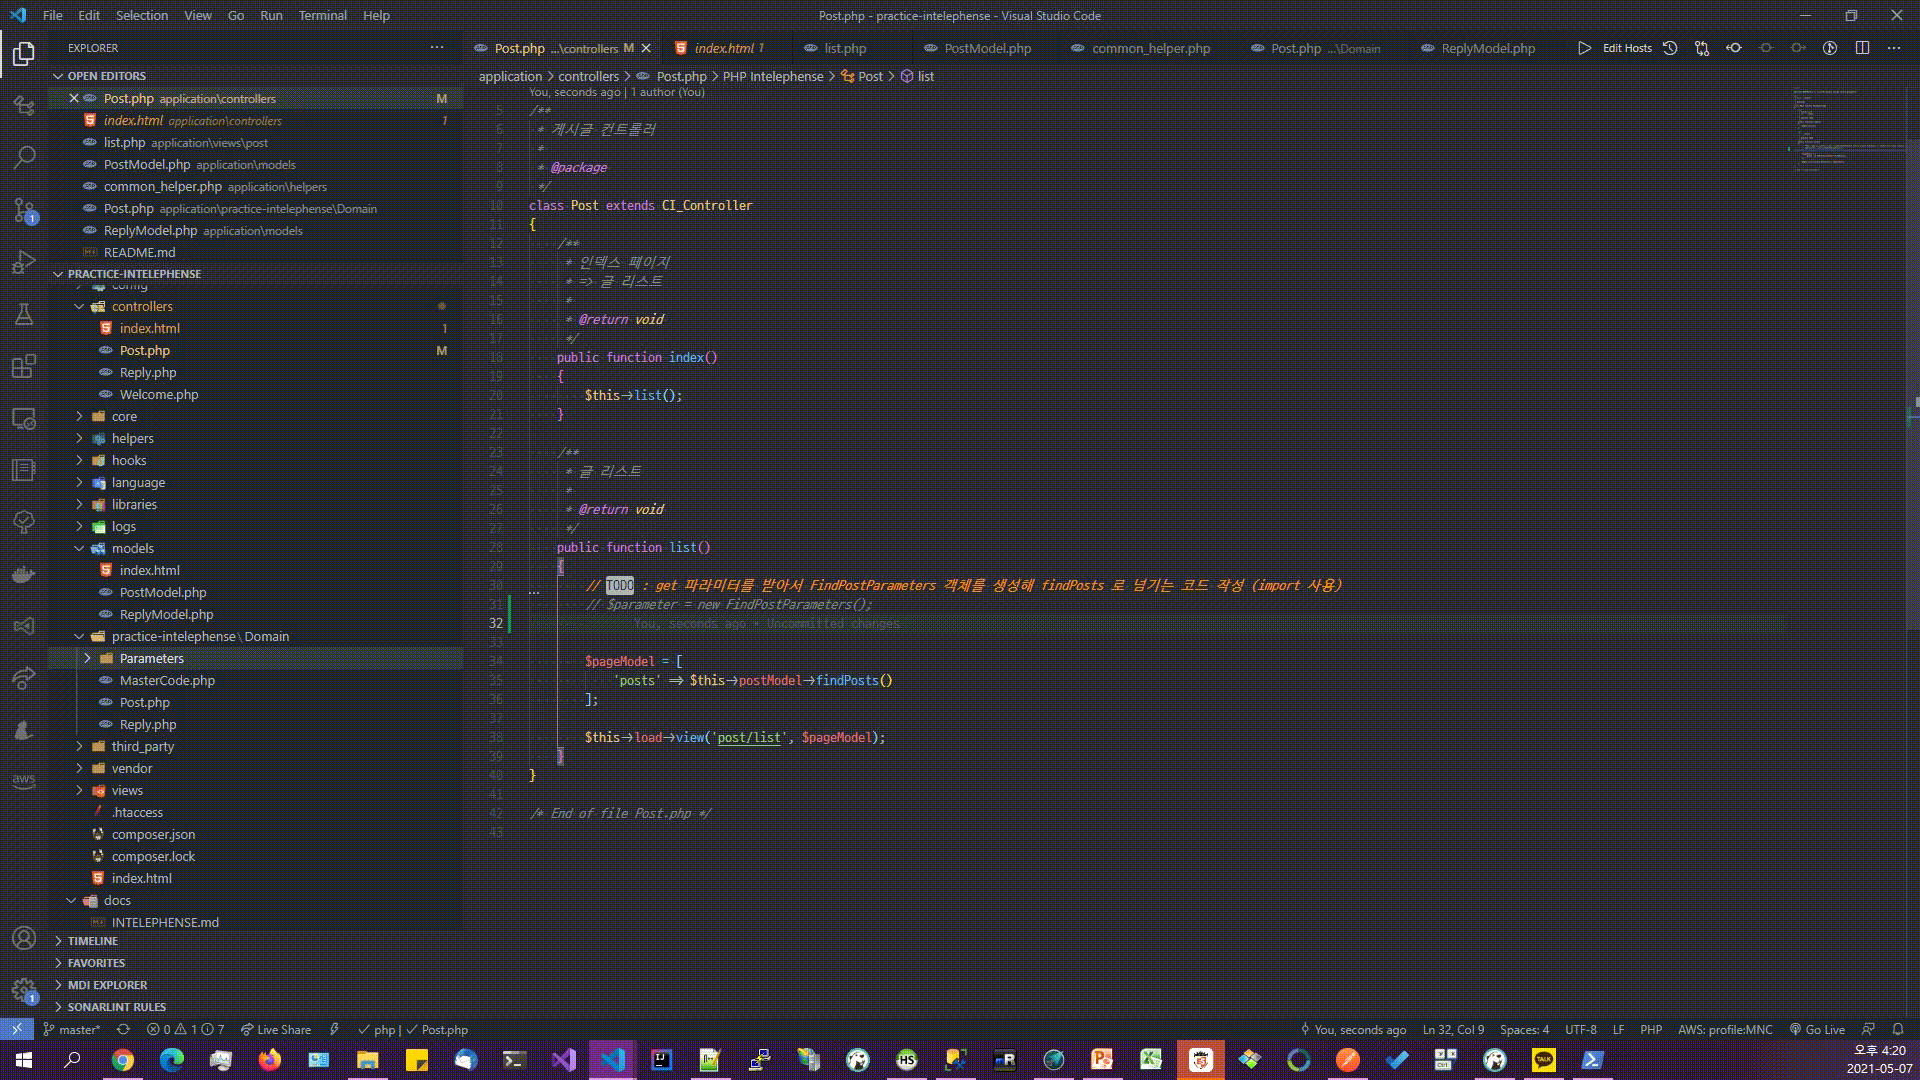 File Edit Selection View Go Run Terminal Help
Post.php - practice-intelephense - Visual Studio Code
EXPLORER
OPEN EDITORS
Post.php application\controllers M
index.html application\controllers 1
list.php application\views\post
PostModel.php application\models
common_helper.php application\helpers
Post.php application\practice-intelephense\Domain
ReplyModel.php application\models
README.md
PRACTICE-INTELEPHENSE
config
controllers
index.html 1
Post.php M
Reply.php
Welcome.php
core
helpers
hooks
language
libraries
logs
models
index.html
PostModel.php
ReplyModel.php
practice-intelephense\Domain
Parameters
MasterCode.php
Post.php
Reply.php
third_party
vendor
views
.htaccess
composer.json
composer.lock
index.html
docs
INTELEPHENSE.md
TIMELINE
FAVORITES
MDI EXPLORER
SONARLINT RULES
Post.php ...\controllers M
index.html 1
list.php
PostModel.php
common_helper.php
Post.php ...\Domain
ReplyModel.php
Edit Hosts
application > controllers > Post.php > PHP Intelephense > Post > list
You, seconds ago | 1 author (You)
5 /**
6 * 게시글 컨트롤러
7 *
8 * @package
9 */
10 class Post extends CI_Controller
11 {
12 /**
13 * 인덱스 페이지
14 * => 글 리스트
15 *
16 * @return void
17 */
18 public function index()
19 {
20 $this->list();
21 }
22
23 /**
24 * 글 리스트
25 *
26 * @return void
27 */
28 public function list()
29 {
30 // TODO : get 파라미터를 받아서 FindPostParameters 객체를 생성해 findPosts 로 넘기는 코드 작성 (import 사용)
31 // $parameter = new FindPostParameters();
32 You, seconds ago • Uncommitted changes
33
34 $pageModel = [
35 'posts' => $this->postModel->findPosts()
36 ];
37
38 $this->load->view('post/list', $pageModel);
39 }
40 }
41
42 /* End of file Post.php */
43
master* 0 1 7 Live Share php | Post.php
You, seconds ago Ln 32, Col 9 Spaces: 4 UTF-8 LF PHP AWS: profile:MNC Go Live
오후 4:20
2021-05-07